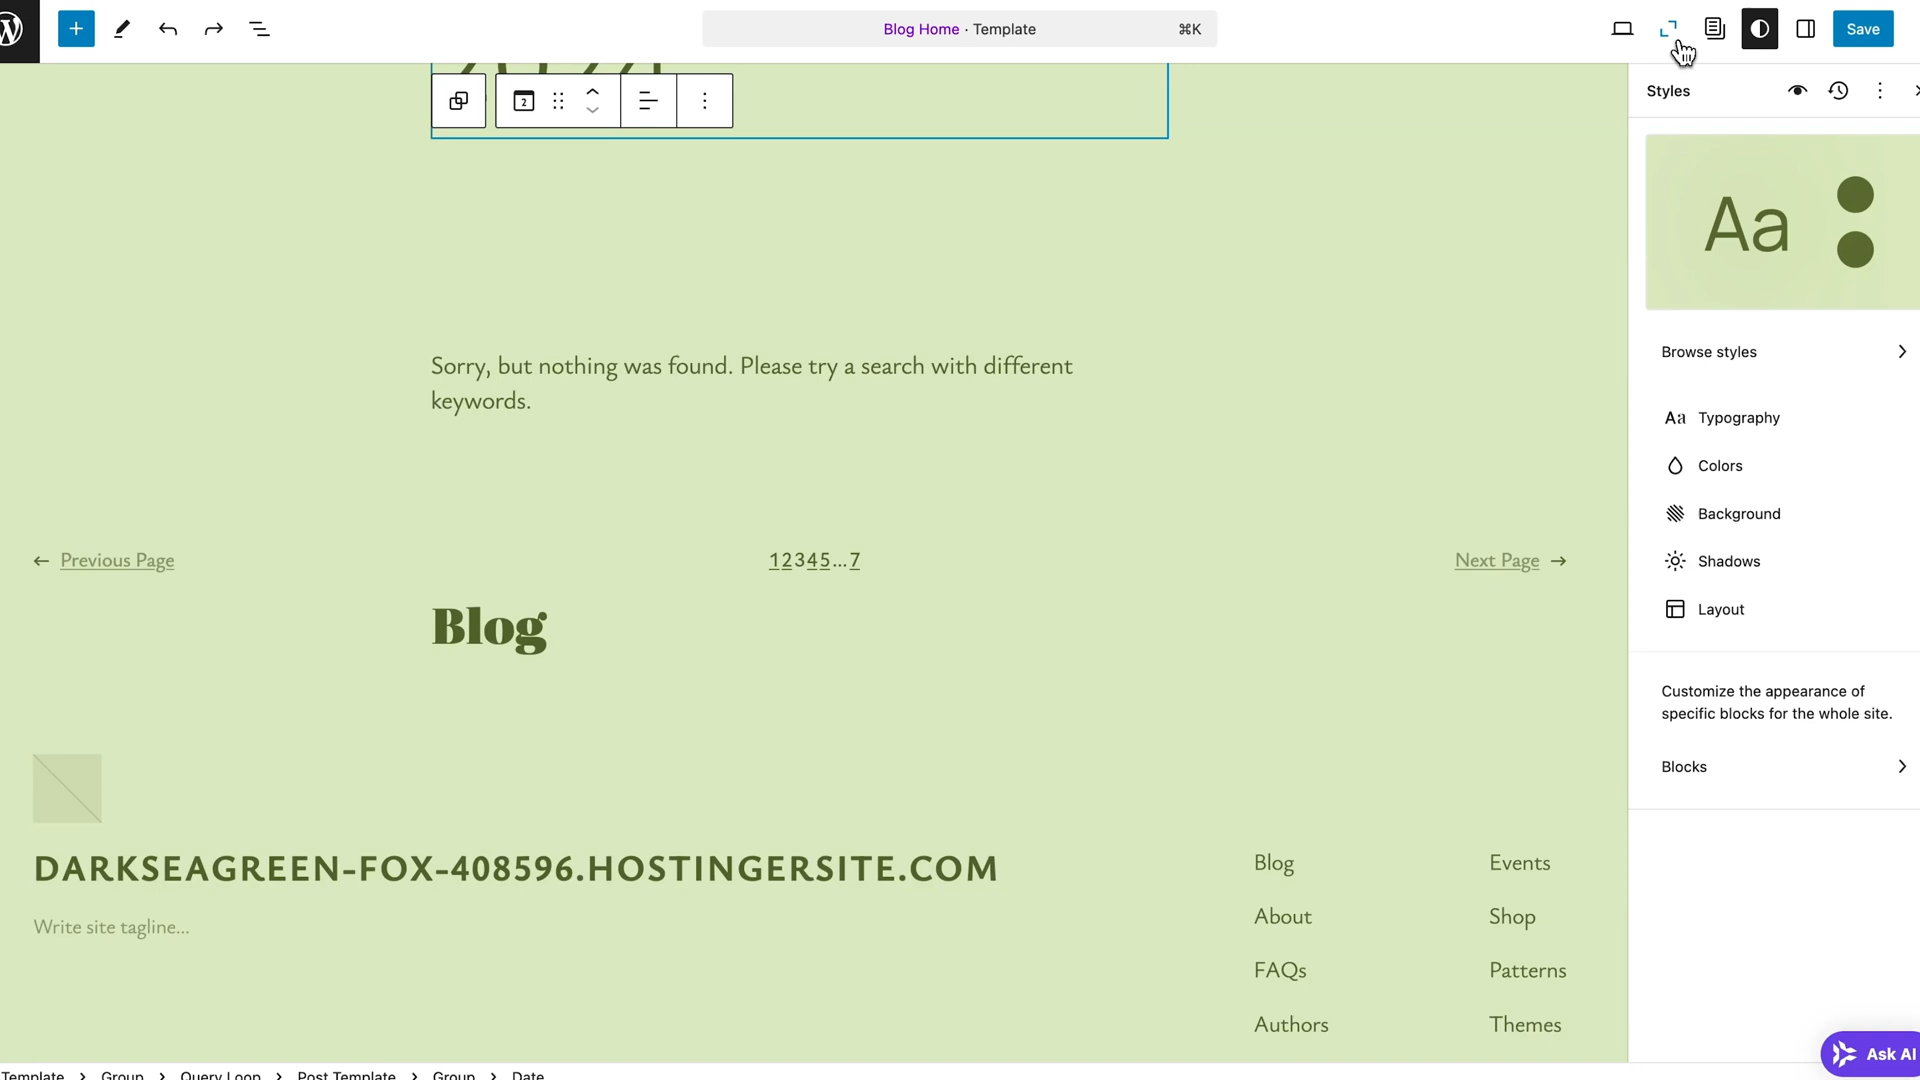 Blog Home · Template
⌘K
Save
2
Styles
Aa
Browse styles
Aa Typography
Colors
Background
Shadows
Layout
Customize the appearance of
specific blocks for the whole site.
Blocks
Sorry, but nothing was found. Please try a search with different
keywords.
← Previous Page
12345…7
Next Page →
Blog
DARKSEAGREEN-FOX-408596.HOSTINGERSITE.COM
Write site tagline…
Blog
Events
About
Shop
FAQs
Patterns
Authors
Themes
Ask AI
Template > Group > Query Loop > Post Template > Group > Date